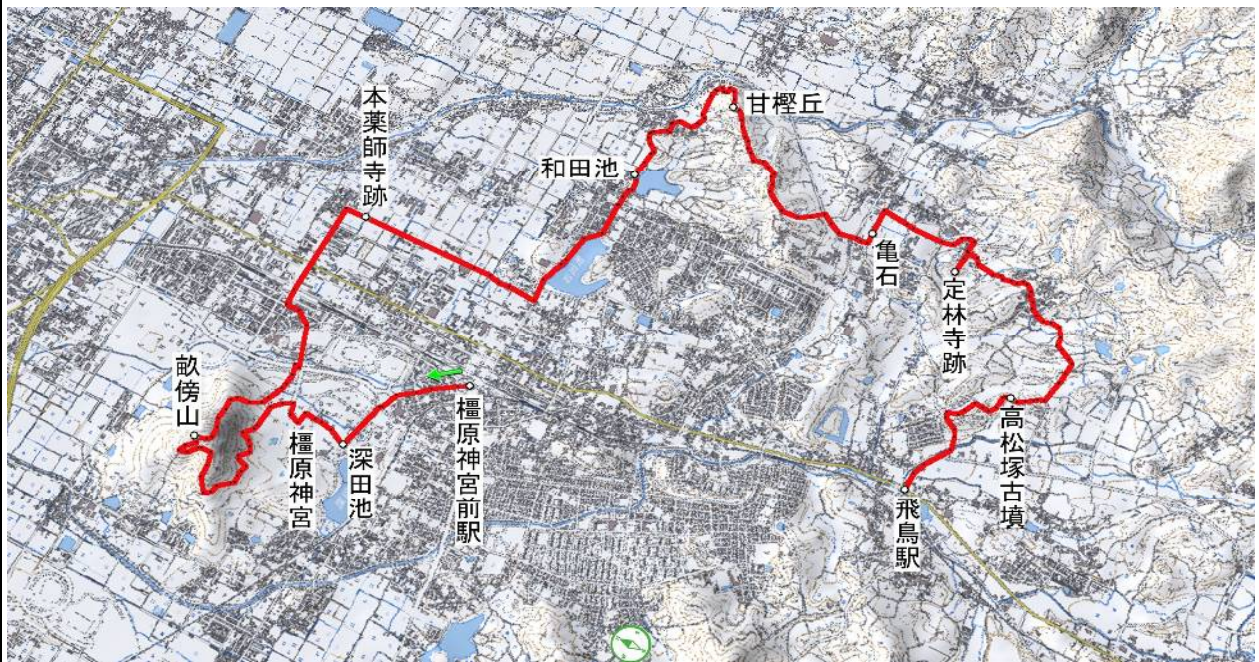 本薬師寺跡
甘樫丘
和田池
亀石
定林寺跡
畝傍山
橿原神宮
深田池
橿原神宮前駅
高松塚古墳
飛鳥駅